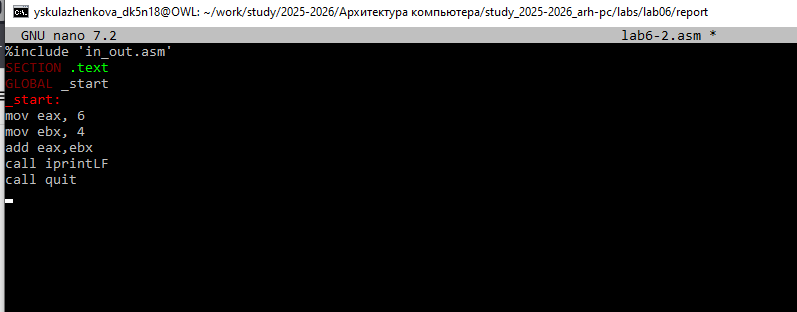 yskulazhenkova_dk5n18@OWL: ~/work/study/2025-2026/Архитектура компьютера/study_2025-2026_arh-pc/labs/lab06/report
GNU nano 7.2 lab6-2.asm *
%include 'in_out.asm'
SECTION .text
GLOBAL _start
_start:
mov eax, 6
mov ebx, 4
add eax,ebx
call iprintLF
call quit